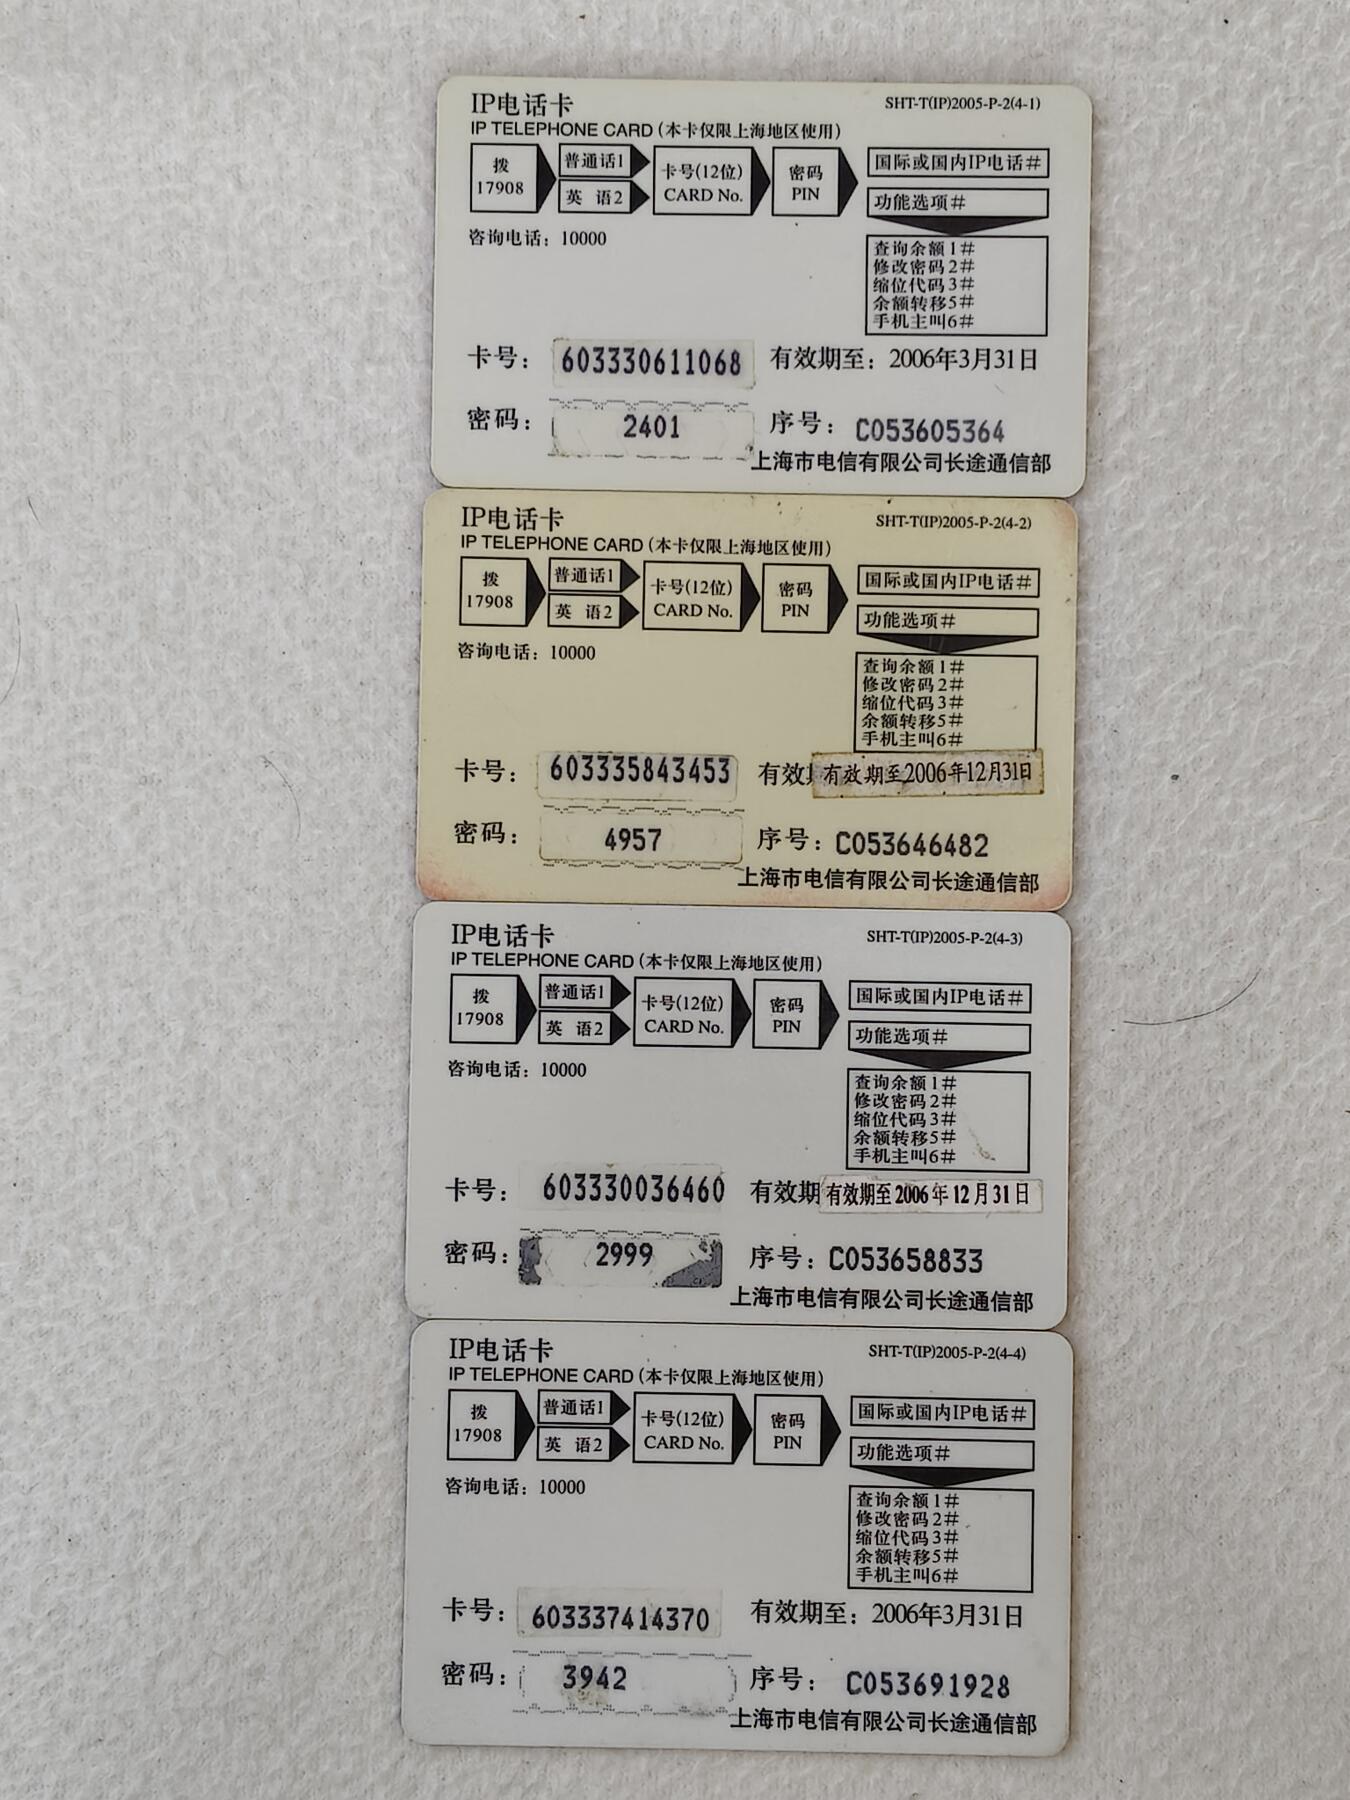 IP电话卡 SHT-T(IP)2005-P-2(4-1)
IP TELEPHONE CARD (本卡仅限上海地区使用)
拨 17908 普通话1 英 语2 卡号(12位) CARD No. 密码 PIN 国际或国内IP电话#
功能选项#
咨询电话：10000
查询余额1#
修改密码2#
缩位代码3#
余额转移5#
手机主叫6#
卡号： 603330611068 有效期至：2006年3月31日
密码： 2401 序号： C053605364
上海市电信有限公司长途通信部
IP电话卡 SHT-T(IP)2005-P-2(4-2)
IP TELEPHONE CARD (本卡仅限上海地区使用)
拨 17908 普通话1 英 语2 卡号(12位) CARD No. 密码 PIN 国际或国内IP电话#
功能选项#
咨询电话：10000
查询余额1#
修改密码2#
缩位代码3#
余额转移5#
手机主叫6#
卡号： 603335843453 有效 有效期至2006年12月31日
密码： 4957 序号：C053646482
上海市电信有限公司长途通信部
IP电话卡 SHT-T(IP)2005-P-2(4-3)
IP TELEPHONE CARD (本卡仅限上海地区使用)
拨 17908 普通话1 英 语2 卡号(12位) CARD No. 密码 PIN 国际或国内IP电话#
功能选项#
咨询电话：10000
查询余额1#
修改密码2#
缩位代码3#
余额转移5#
手机主叫6#
卡号： 603330036460 有效期 有效期至2006年12月31日
密码： 2999 序号：C053658833
上海市电信有限公司长途通信部
IP电话卡 SHT-T(IP)2005-P-2(4-4)
IP TELEPHONE CARD (本卡仅限上海地区使用)
拨 17908 普通话1 英 语2 卡号(12位) CARD No. 密码 PIN 国际或国内IP电话#
功能选项#
咨询电话：10000
查询余额1#
修改密码2#
缩位代码3#
余额转移5#
手机主叫6#
卡号： 603337414370 有效期至：2006年3月31日
密码： 3942 序号： C053691928
上海市电信有限公司长途通信部